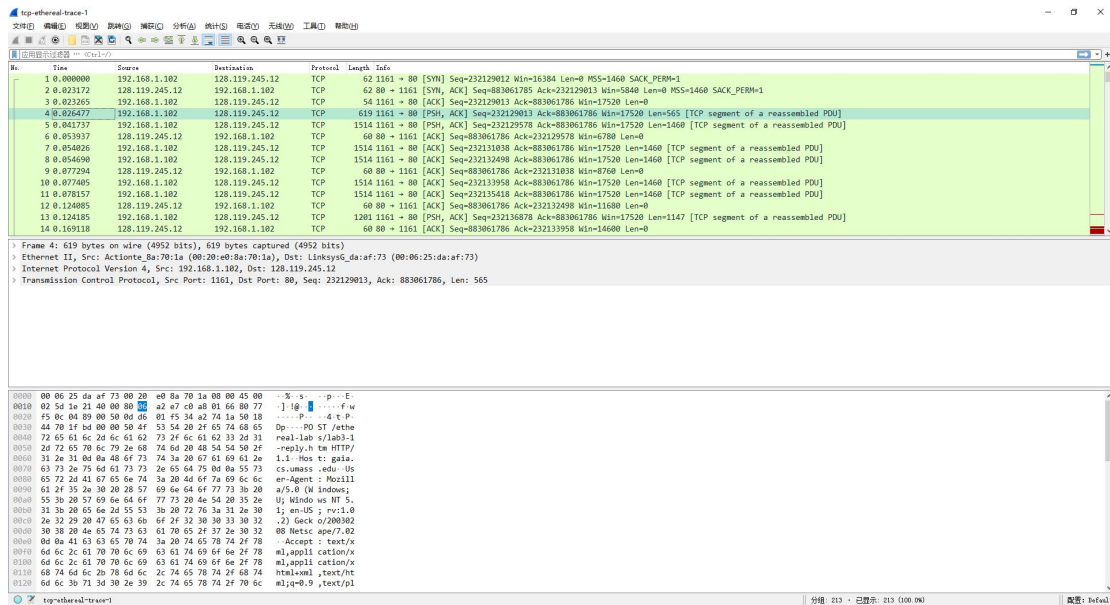 tcp-ethereal-trace-1
文件(F) 编辑(E) 视图(V) 跳转(G) 捕获(C) 分析(A) 统计(S) 电话(Y) 无线(W) 工具(T) 帮助(H)
应用显示过滤器 … <Ctrl-/>
No. Time Source Destination Protocol Length Info
1 0.000000 192.168.1.102 128.119.245.12 TCP 62 1161 → 80 [SYN] Seq=232129012 Win=16384 Len=0 MSS=1460 SACK_PERM=1
2 0.023172 128.119.245.12 192.168.1.102 TCP 62 80 → 1161 [SYN, ACK] Seq=883061785 Ack=232129013 Win=5840 Len=0 MSS=1460 SACK_PERM=1
3 0.023265 192.168.1.102 128.119.245.12 TCP 54 1161 → 80 [ACK] Seq=232129013 Ack=883061786 Win=17520 Len=0
4 0.026477 192.168.1.102 128.119.245.12 TCP 619 1161 → 80 [PSH, ACK] Seq=232129013 Ack=883061786 Win=17520 Len=565 [TCP segment of a reassembled PDU]
5 0.041737 192.168.1.102 128.119.245.12 TCP 1514 1161 → 80 [PSH, ACK] Seq=232129578 Ack=883061786 Win=17520 Len=1460 [TCP segment of a reassembled PDU]
6 0.053937 128.119.245.12 192.168.1.102 TCP 60 80 → 1161 [ACK] Seq=883061786 Ack=232129578 Win=6780 Len=0
7 0.054026 192.168.1.102 128.119.245.12 TCP 1514 1161 → 80 [ACK] Seq=232131038 Ack=883061786 Win=17520 Len=1460 [TCP segment of a reassembled PDU]
8 0.054690 192.168.1.102 128.119.245.12 TCP 1514 1161 → 80 [ACK] Seq=232132498 Ack=883061786 Win=17520 Len=1460 [TCP segment of a reassembled PDU]
9 0.077294 128.119.245.12 192.168.1.102 TCP 60 80 → 1161 [ACK] Seq=883061786 Ack=232131038 Win=8760 Len=0
10 0.077405 192.168.1.102 128.119.245.12 TCP 1514 1161 → 80 [ACK] Seq=232133958 Ack=883061786 Win=17520 Len=1460 [TCP segment of a reassembled PDU]
11 0.078157 192.168.1.102 128.119.245.12 TCP 1514 1161 → 80 [ACK] Seq=232135418 Ack=883061786 Win=17520 Len=1460 [TCP segment of a reassembled PDU]
12 0.124085 128.119.245.12 192.168.1.102 TCP 60 80 → 1161 [ACK] Seq=883061786 Ack=232132498 Win=11680 Len=0
13 0.124185 192.168.1.102 128.119.245.12 TCP 1201 1161 → 80 [PSH, ACK] Seq=232136878 Ack=883061786 Win=17520 Len=1147 [TCP segment of a reassembled PDU]
14 0.169118 128.119.245.12 192.168.1.102 TCP 60 80 → 1161 [ACK] Seq=883061786 Ack=232133958 Win=14600 Len=0
> Frame 4: 619 bytes on wire (4952 bits), 619 bytes captured (4952 bits)
> Ethernet II, Src: Actionte_8a:70:1a (00:20:e0:8a:70:1a), Dst: LinksysG_da:af:73 (00:06:25:da:af:73)
> Internet Protocol Version 4, Src: 192.168.1.102, Dst: 128.119.245.12
> Transmission Control Protocol, Src Port: 1161, Dst Port: 80, Seq: 232129013, Ack: 883061786, Len: 565
0000 00 06 25 da af 73 00 20 e0 8a 70 1a 08 00 45 00 ··%··s·  ··p···E·
0010 02 5d 1e 21 40 00 80 06 a2 e7 c0 a8 01 66 80 77 ·]·!@··· ·····f·w
0020 f5 0c 04 89 00 50 0d d6 01 f5 34 a2 74 1a 50 18 ·····P·· ··4·t·P·
0030 44 70 1f bd 00 00 50 4f 53 54 20 2f 65 74 68 65 Dp····PO ST /ethe
0040 72 65 61 6c 2d 6c 61 62 73 2f 6c 61 62 33 2d 31 real-lab s/lab3-1
0050 2d 72 65 70 6c 79 2e 68 74 6d 20 48 54 54 50 2f -reply.h tm HTTP/
0060 31 2e 31 0d 0a 48 6f 73 74 3a 20 67 61 69 61 2e 1.1··Hos t: gaia.
0070 63 73 2e 75 6d 61 73 73 2e 65 64 75 0d 0a 55 73 cs.umass .edu··Us
0080 65 72 2d 41 67 65 6e 74 3a 20 4d 6f 7a 69 6c 6c er-Agent : Mozill
0090 61 2f 35 2e 30 20 28 57 69 6e 64 6f 77 73 3b 20 a/5.0 (W indows;
00a0 55 3b 20 57 69 6e 64 6f 77 73 20 4e 54 20 35 2e U; Windo ws NT 5.
00b0 31 3b 20 65 6e 2d 55 53 3b 20 72 76 3a 31 2e 30 1; en-US ; rv:1.0
00c0 2e 32 29 20 47 65 63 6b 6f 2f 32 30 30 33 30 32 .2) Geck o/200302
00d0 30 38 20 4e 65 74 73 63 61 70 65 2f 37 2e 30 32 08 Netsc ape/7.02
00e0 0d 0a 41 63 63 65 70 74 3a 20 74 65 78 74 2f 78 ··Accept : text/x
00f0 6d 6c 2c 61 70 70 6c 69 63 61 74 69 6f 6e 2f 78 ml,appli cation/x
0100 6d 6c 2c 61 70 70 6c 69 63 61 74 69 6f 6e 2f 78 ml,appli cation/x
0110 68 74 6d 6c 2b 78 6d 6c 2c 74 65 78 74 2f 68 74 html+xml ,text/ht
0120 6d 6c 3b 71 3d 30 2e 39 2c 74 65 78 74 2f 70 6c ml;q=0.9 ,text/pl
tcp-ethereal-trace-1 分组: 213 · 已显示: 213 (100.0%) 配置: Defaul